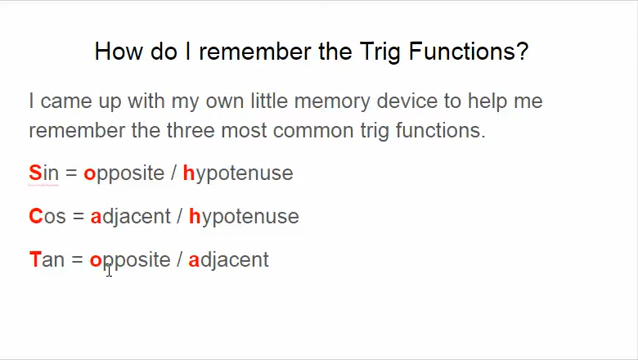 How do I remember the Trig Functions?
I came up with my own little memory device to help me
remember the three most common trig functions.
Sin = opposite / hypotenuse
Cos = adjacent / hypotenuse
Tan = opposite / adjacent